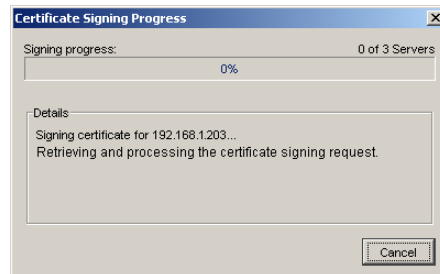 Certificate Signing Progress
Signing progress: 0 of 3 Servers
0%
Details
Signing certificate for 192.168.1.203...
Retrieving and processing the certificate signing request.
Cancel